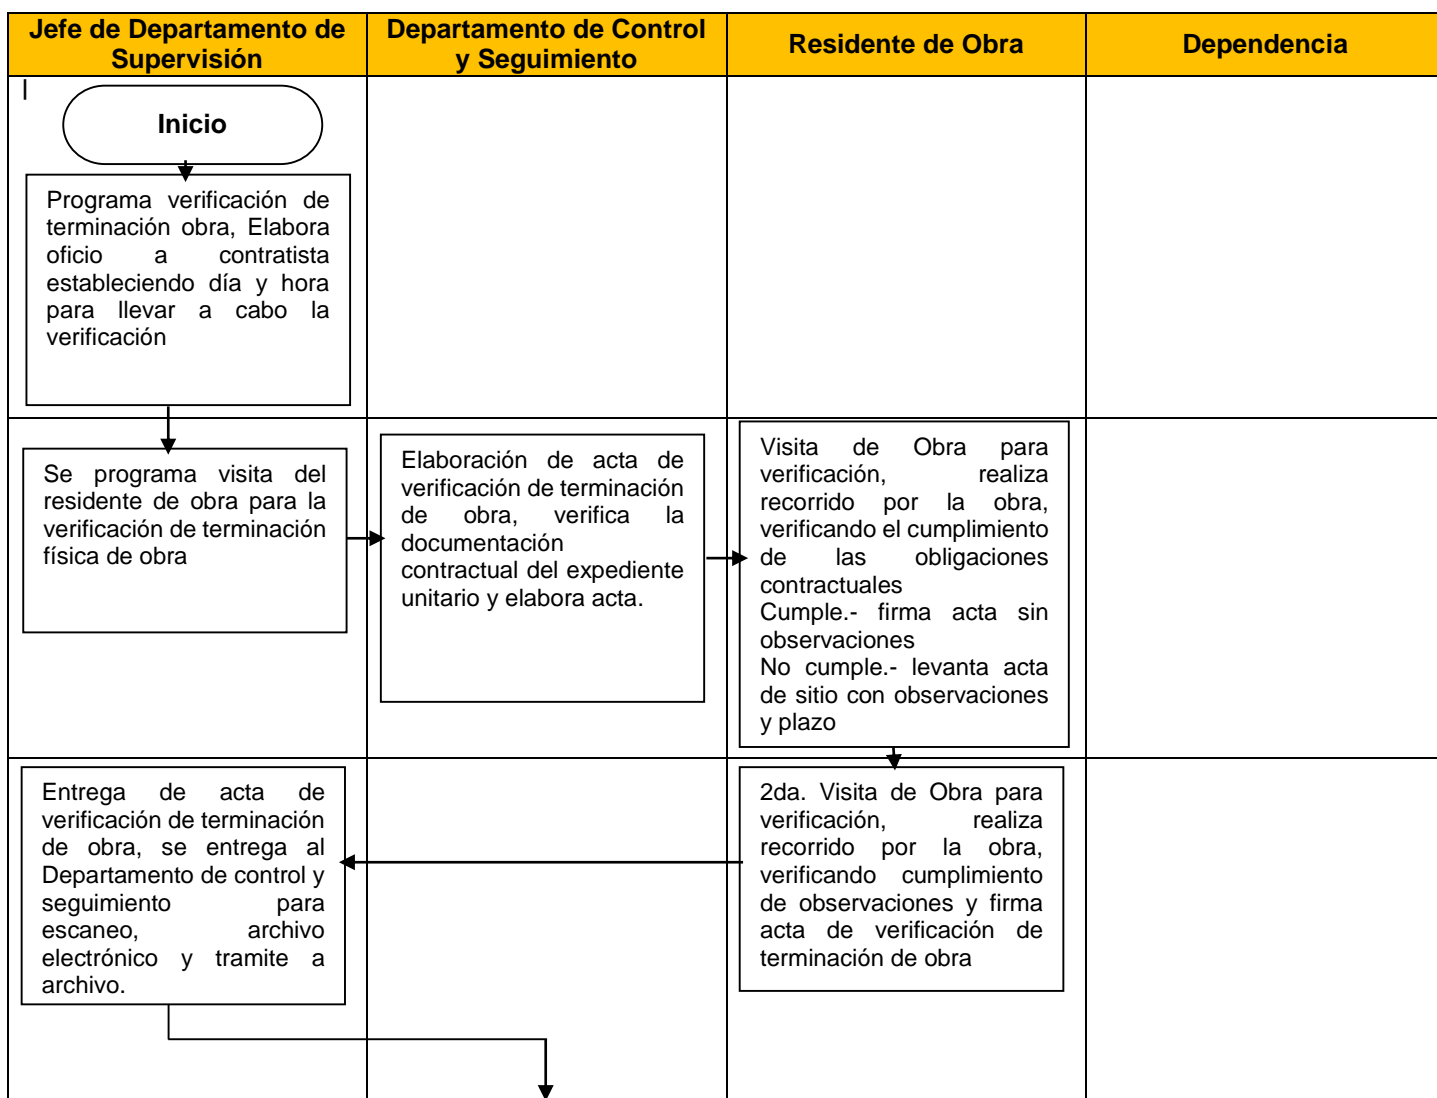 Jefe de Departamento de
Supervisión
Departamento de Control
y Seguimiento
Residente de Obra
Dependencia
Inicio
Programa verificación de
terminación obra, Elabora
oficio a contratista
estableciendo día y hora
para llevar a cabo la
verificación
Se programa visita del
residente de obra para la
verificación de terminación
física de obra
Elaboración de acta de
verificación de terminación
de obra, verifica la
documentación
contractual del expediente
unitario y elabora acta.
Visita de Obra para
verificación, realiza
recorrido por la obra,
verificando el cumplimiento
de las obligaciones
contractuales
Cumple.- firma acta sin
observaciones
No cumple.- levanta acta
de sitio con observaciones
y plazo
Entrega de acta de
verificación de terminación
de obra, se entrega al
Departamento de control y
seguimiento para
escaneo, archivo
electrónico y tramite a
archivo.
2da. Visita de Obra para
verificación, realiza
recorrido por la obra,
verificando cumplimiento
de observaciones y firma
acta de verificación de
terminación de obra